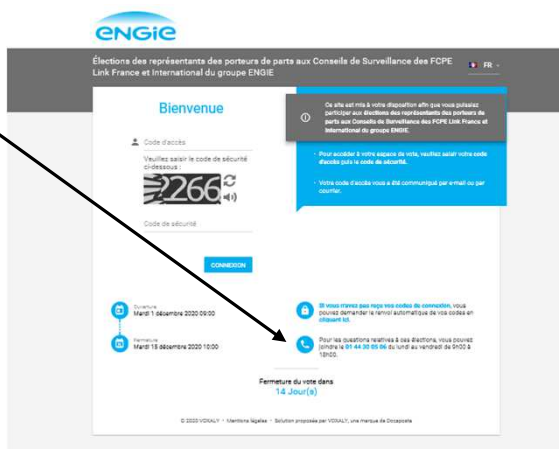 ENGIE
Élections des représentants des porteurs de parts aux Conseils de Surveillance des FCPE
Link France et International du groupe ENGIE
FR
Bienvenue
Code d'accès
Veuillez saisir le code de sécurité
ci-dessous :
2266
Code de sécurité
CONNEXION
Ce site est mis à votre disposition afin que vous puissiez
participer aux élections des représentants des porteurs de
parts aux Conseils de Surveillance des FCPE Link France et
International du groupe ENGIE.
Pour accéder à votre espace de vote, veuillez saisir votre code
d'accès puis le code de sécurité.
Votre code d'accès vous a été communiqué par e-mail ou par
courrier.
Ouverture
Mardi 1 décembre 2020 09:00
Fermeture
Mardi 15 décembre 2020 10:00
Si vous n'avez pas reçu vos codes de connexion, vous
pouvez demander le renvoi automatique de vos codes en
cliquant ici.
Pour les questions relatives à ces élections, vous pouvez
joindre le 01 44 30 05 06 du lundi au vendredi de 9h00 à
18h00.
Fermeture du vote dans
14 Jour(s)
© 2020 VOXALY - Mentions légales - Solution proposée par VOXALY, une marque de Docaposte